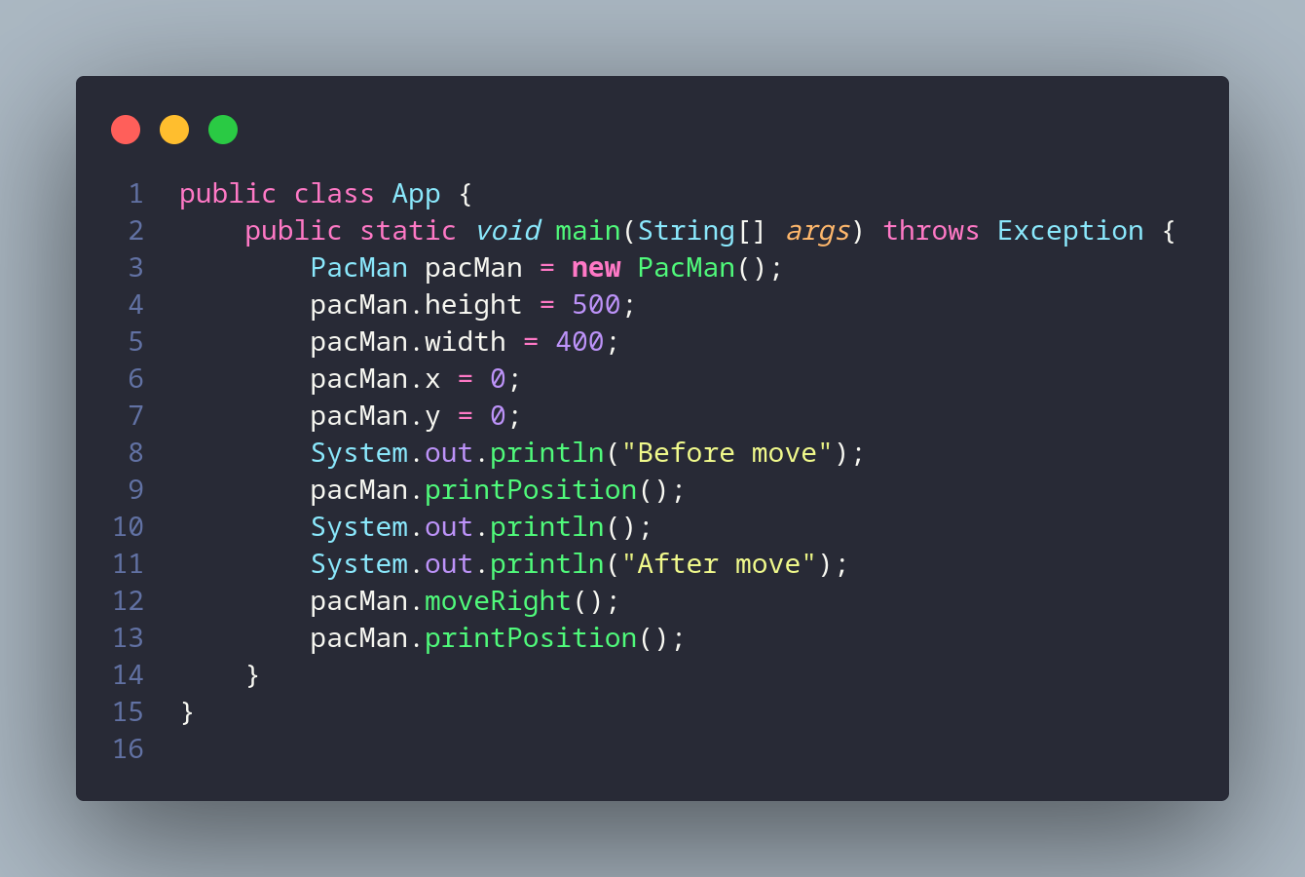 1 public class App {
2     public static void main(String[] args) throws Exception {
3         PacMan pacMan = new PacMan();
4         pacMan.height = 500;
5         pacMan.width = 400;
6         pacMan.x = 0;
7         pacMan.y = 0;
8         System.out.println("Before move");
9         pacMan.printPosition();
10         System.out.println();
11         System.out.println("After move");
12         pacMan.moveRight();
13         pacMan.printPosition();
14     }
15 }
16